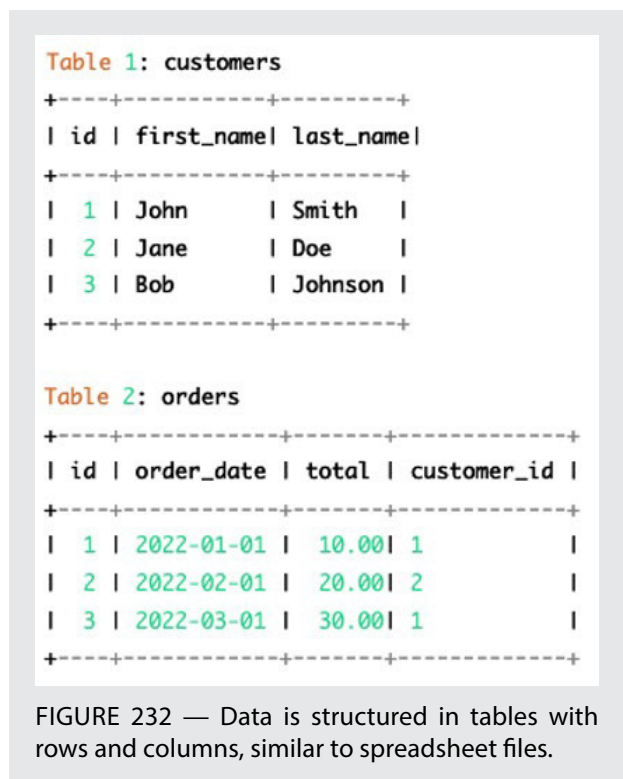 Table 1: customers
+----+-----------+---------+
| id | first_name| last_name|
+----+-----------+---------+
| 1 | John | Smith |
| 2 | Jane | Doe |
| 3 | Bob | Johnson |
+----+-----------+---------+
Table 2: orders
+----+------------+-------+-------------+
| id | order_date | total | customer_id |
+----+------------+-------+-------------+
| 1 | 2022-01-01 | 10.00| 1 |
| 2 | 2022-02-01 | 20.00| 2 |
| 3 | 2022-03-01 | 30.00| 1 |
+----+------------+-------+-------------+
FIGURE 232 — Data is structured in tables with
rows and columns, similar to spreadsheet files.